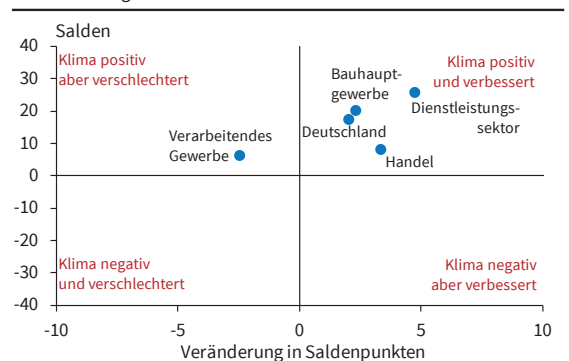 Salden
40
30
20
10
0
-10
-20
-30
-40
Klima positiv
aber verschlechtert
Klima positiv
und verbessert
Bauhaupt-
gewerbe
Dienstleistungs-
sektor
Deutschland
Handel
Verarbeitendes
Gewerbe
Klima negativ
und verschlechtert
Klima negativ
aber verbessert
-10
-5
0
5
10
Veränderung in Saldenpunkten